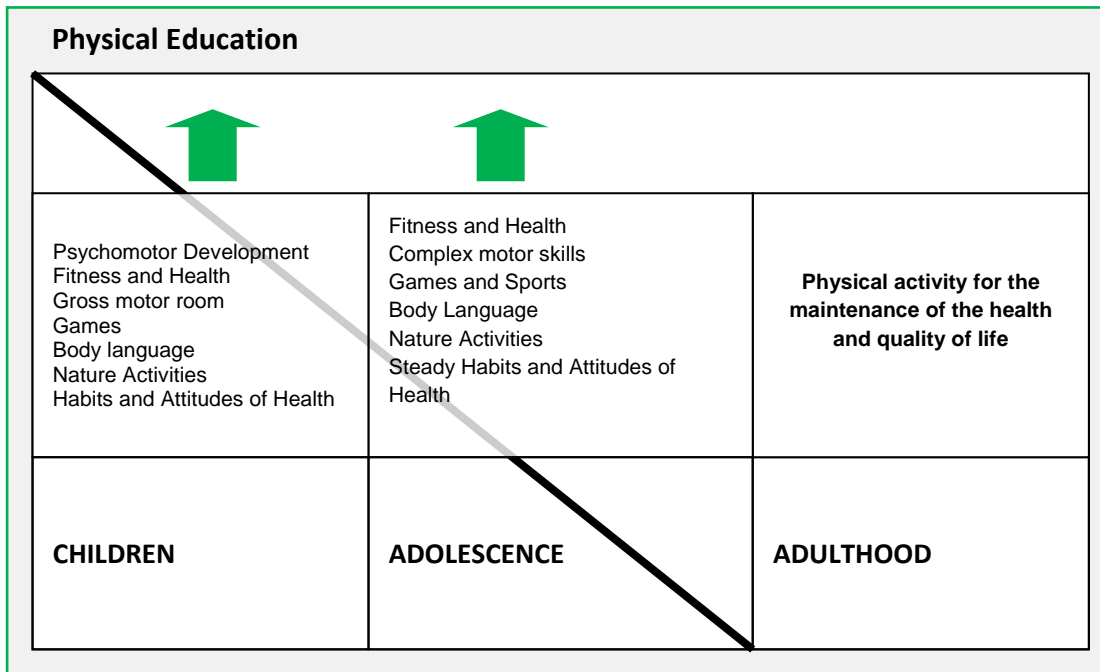 Physical Education
Psychomotor Development
Fitness and Health
Gross motor room
Games
Body language
Nature Activities
Habits and Attitudes of Health
Fitness and Health
Complex motor skills
Games and Sports
Body Language
Nature Activities
Steady Habits and Attitudes of
Health
Physical activity for the
maintenance of the health
and quality of life
CHILDREN
ADOLESCENCE
ADULTHOOD